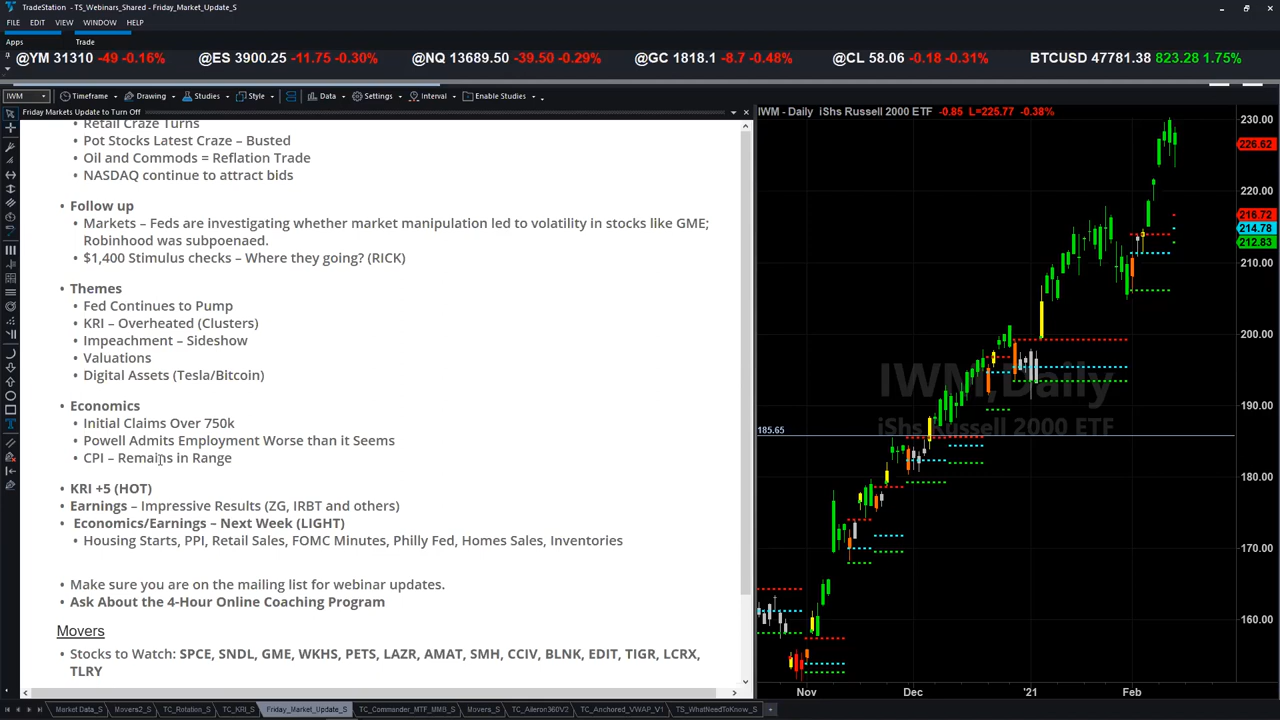 TradeStation - TS_Webinars_Shared - Friday_Market_Update_S
FILE EDIT VIEW WINDOW HELP
Apps Trade
@YM 31310 -49 -0.16% @ES 3900.25 -11.75 -0.30% @NQ 13689.50 -39.50 -0.29% @GC 1818.1 -8.7 -0.48% @CL 58.06 -0.18 -0.31% BTCUSD 47781.38 823.28 1.75%
IWM Timeframe Drawing Studies Style Data Settings Interval Enable Studies
Friday Markets Update to Turn Off
• Retail Craze Turns
• Pot Stocks Latest Craze – Busted
• Oil and Commods = Reflation Trade
• NASDAQ continue to attract bids
• Follow up
• Markets – Feds are investigating whether market manipulation led to volatility in stocks like GME;
Robinhood was subpoenaed.
• $1,400 Stimulus checks – Where they going? (RICK)
• Themes
• Fed Continues to Pump
• KRI – Overheated (Clusters)
• Impeachment – Sideshow
• Valuations
• Digital Assets (Tesla/Bitcoin)
• Economics
• Initial Claims Over 750k
• Powell Admits Employment Worse than it Seems
• CPI – Remains in Range
• KRI +5 (HOT)
• Earnings – Impressive Results (ZG, IRBT and others)
• Economics/Earnings – Next Week (LIGHT)
• Housing Starts, PPI, Retail Sales, FOMC Minutes, Philly Fed, Homes Sales, Inventories
• Make sure you are on the mailing list for webinar updates.
• Ask About the 4-Hour Online Coaching Program
Movers
• Stocks to Watch: SPCE, SNDL, GME, WKHS, PETS, LAZR, AMAT, SMH, CCIV, BLNK, EDIT, TIGR, LCRX,
TLRY
IWM - Daily iShs Russell 2000 ETF -0.85 L=225.77 -0.38%
230.00
226.62
220.00
216.72
214.78
212.83
210.00
200.00
190.00
180.00
170.00
160.00
IWM,Daily
iShs Russell 2000 ETF
185.65
Nov Dec '21 Feb
Market Data_S Movers2_S TC_Rotation_S TC_KRI_S Friday_Market_Update_S TC_Commander_MTF_MMB_S Movers_S TC_Aileron360V2 TC_Anchored_VWAP_V1 TS_WhatNeedToKnow_S